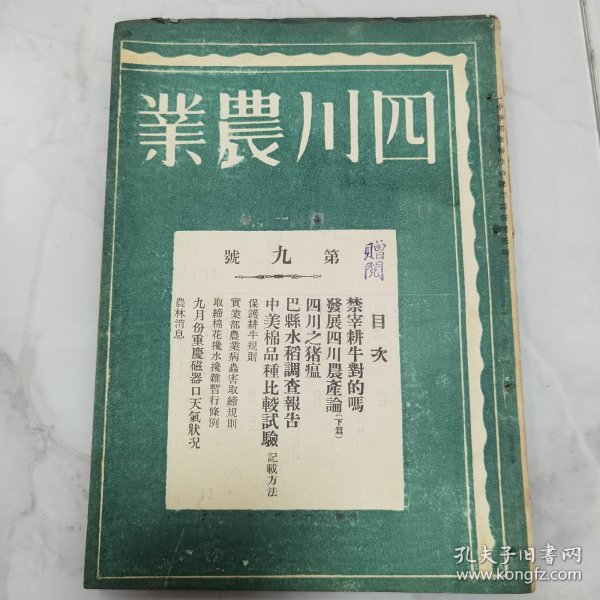 四川農業
第九號
贈閱
目次
禁宰耕牛對的嗎
發展四川農產論(下篇)
四川之猪瘟
巴縣水稻調查報告
中美棉品種比較試驗記載方法
保護耕牛規則
實業部農業病蟲害取締規則
取締棉花攙水攙雜暫行條例
九月份重慶磁器口天氣狀況
農林消息
孔夫子旧書网
www.kongfz.com